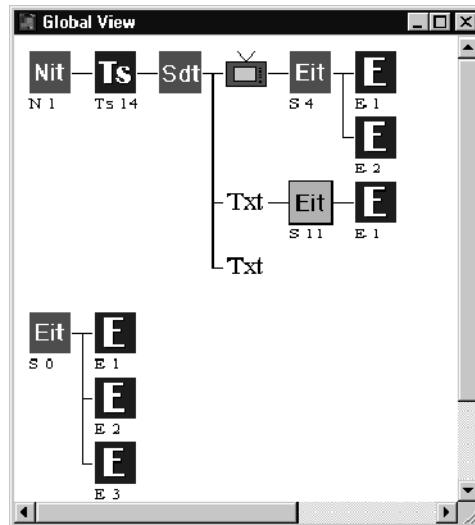 Global View
Nit Ts Sdt Eit E
N 1 Ts 14 S 4 E 1
E
E 2
Txt Eit E
S 11 E 1
Txt
Eit E
S 0 E 1
E
E 2
E
E 3